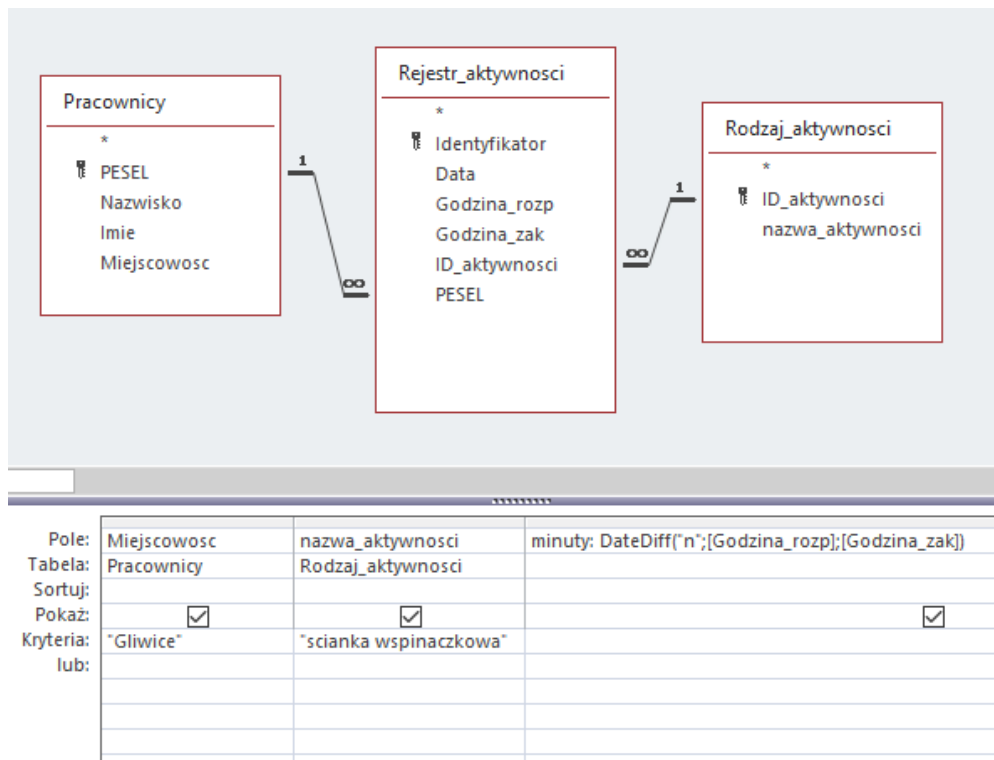 Pracownicy
*
PESEL
Nazwisko
Imie
Miejscowosc
1
∞
Rejestr_aktywnosci
*
Identyfikator
Data
Godzina_rozp
Godzina_zak
ID_aktywnosci
PESEL
1
∞
Rodzaj_aktywnosci
*
ID_aktywnosci
nazwa_aktywnosci
Pole: Miejscowosc nazwa_aktywnosci minuty: DateDiff("n";[Godzina_rozp];[Godzina_zak])
Tabela: Pracownicy Rodzaj_aktywnosci
Sortuj:
Pokaż:
Kryteria: "Gliwice" "scianka wspinaczkowa"
lub: